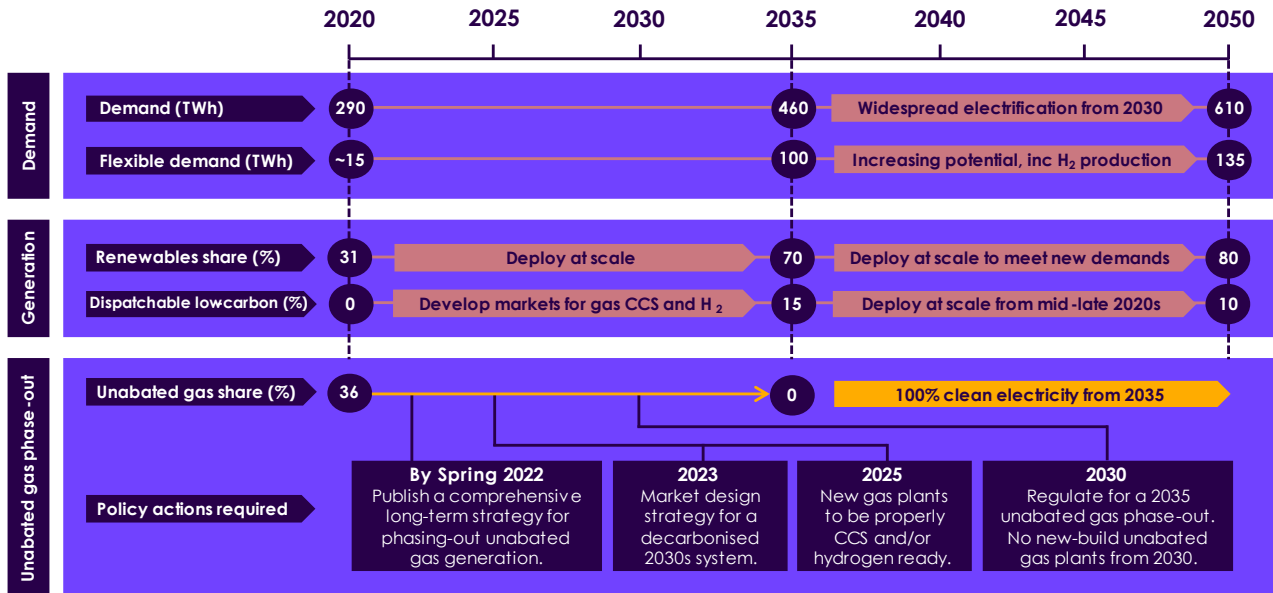 2020 2025 2030 2035 2040 2045 2050
Demand
Demand (TWh) 290 460 Widespread electrification from 2030 610
Flexible demand (TWh) ~15 100 Increasing potential, inc H₂ production 135
Generation
Renewables share (%) 31 Deploy at scale 70 Deploy at scale to meet new demands 80
Dispatchable lowcarbon (%) 0 Develop markets for gas CCS and H₂ 15 Deploy at scale from mid-late 2020s 10
Unabated gas phase-out
Unabated gas share (%) 36 0 100% clean electricity from 2035
Policy actions required
By Spring 2022
Publish a comprehensive
long-term strategy for
phasing-out unabated
gas generation.
2023
Market design
strategy for a
decarbonised
2030s system.
2025
New gas plants
to be properly
CCS and/or
hydrogen ready.
2030
Regulate for a 2035
unabated gas phase-out.
No new-build unabated
gas plants from 2030.